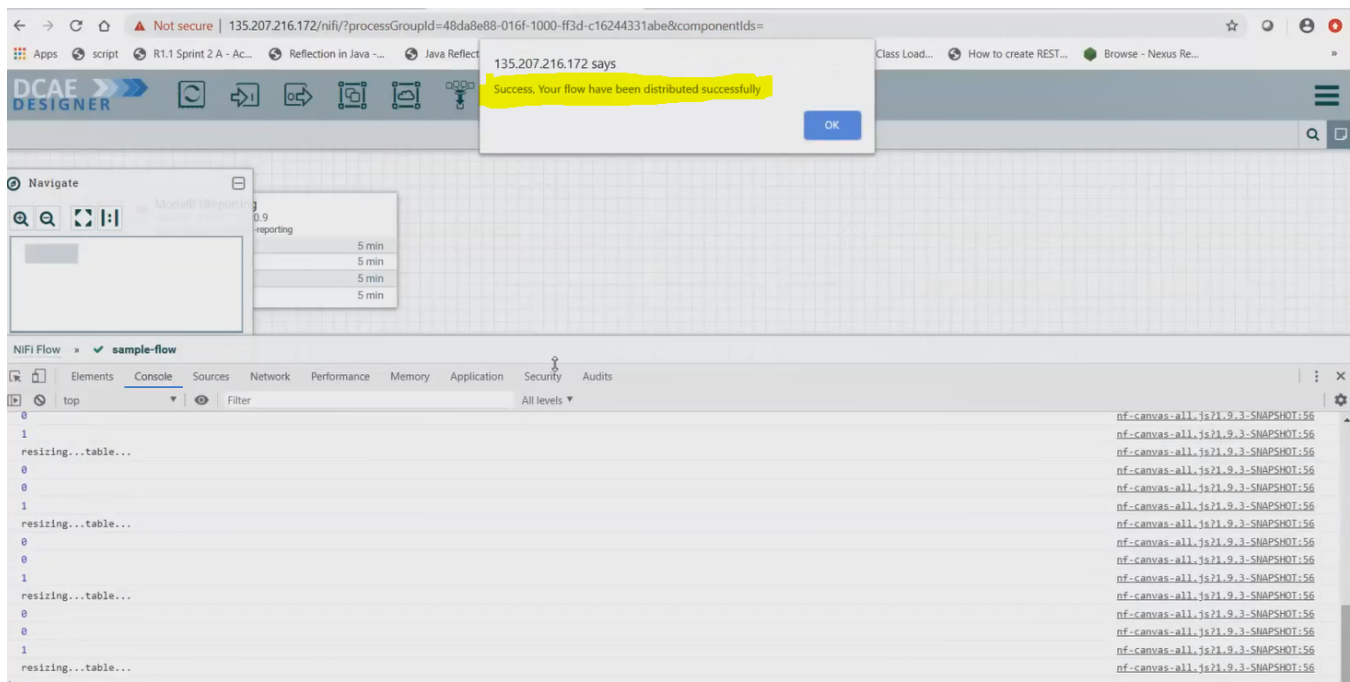 Not secure | 135.207.216.172/nifi/?processGroupId=48da8e88-016f-1000-ff3d-c16244331abe&componentIds=
Apps script R1.1 Sprint 2 A - Ac... Reflection in Java -... Java Reflect Class Load... How to create REST... Browse - Nexus Re... »
135.207.216.172 says
Success, Your flow have been distributed successfully
OK
DCAE
DESIGNER
Navigate
0.9
-reporting
5 min
5 min
5 min
5 min
NiFi Flow » sample-flow
Elements Console Sources Network Performance Memory Application Security Audits
top Filter All levels
0 nf-canvas-all.js?1.9.3-SNAPSHOT:56
1 nf-canvas-all.js?1.9.3-SNAPSHOT:56
resizing...table... nf-canvas-all.js?1.9.3-SNAPSHOT:56
0 nf-canvas-all.js?1.9.3-SNAPSHOT:56
0 nf-canvas-all.js?1.9.3-SNAPSHOT:56
1 nf-canvas-all.js?1.9.3-SNAPSHOT:56
resizing...table... nf-canvas-all.js?1.9.3-SNAPSHOT:56
0 nf-canvas-all.js?1.9.3-SNAPSHOT:56
0 nf-canvas-all.js?1.9.3-SNAPSHOT:56
1 nf-canvas-all.js?1.9.3-SNAPSHOT:56
resizing...table... nf-canvas-all.js?1.9.3-SNAPSHOT:56
0 nf-canvas-all.js?1.9.3-SNAPSHOT:56
0 nf-canvas-all.js?1.9.3-SNAPSHOT:56
1 nf-canvas-all.js?1.9.3-SNAPSHOT:56
resizing...table... nf-canvas-all.js?1.9.3-SNAPSHOT:56